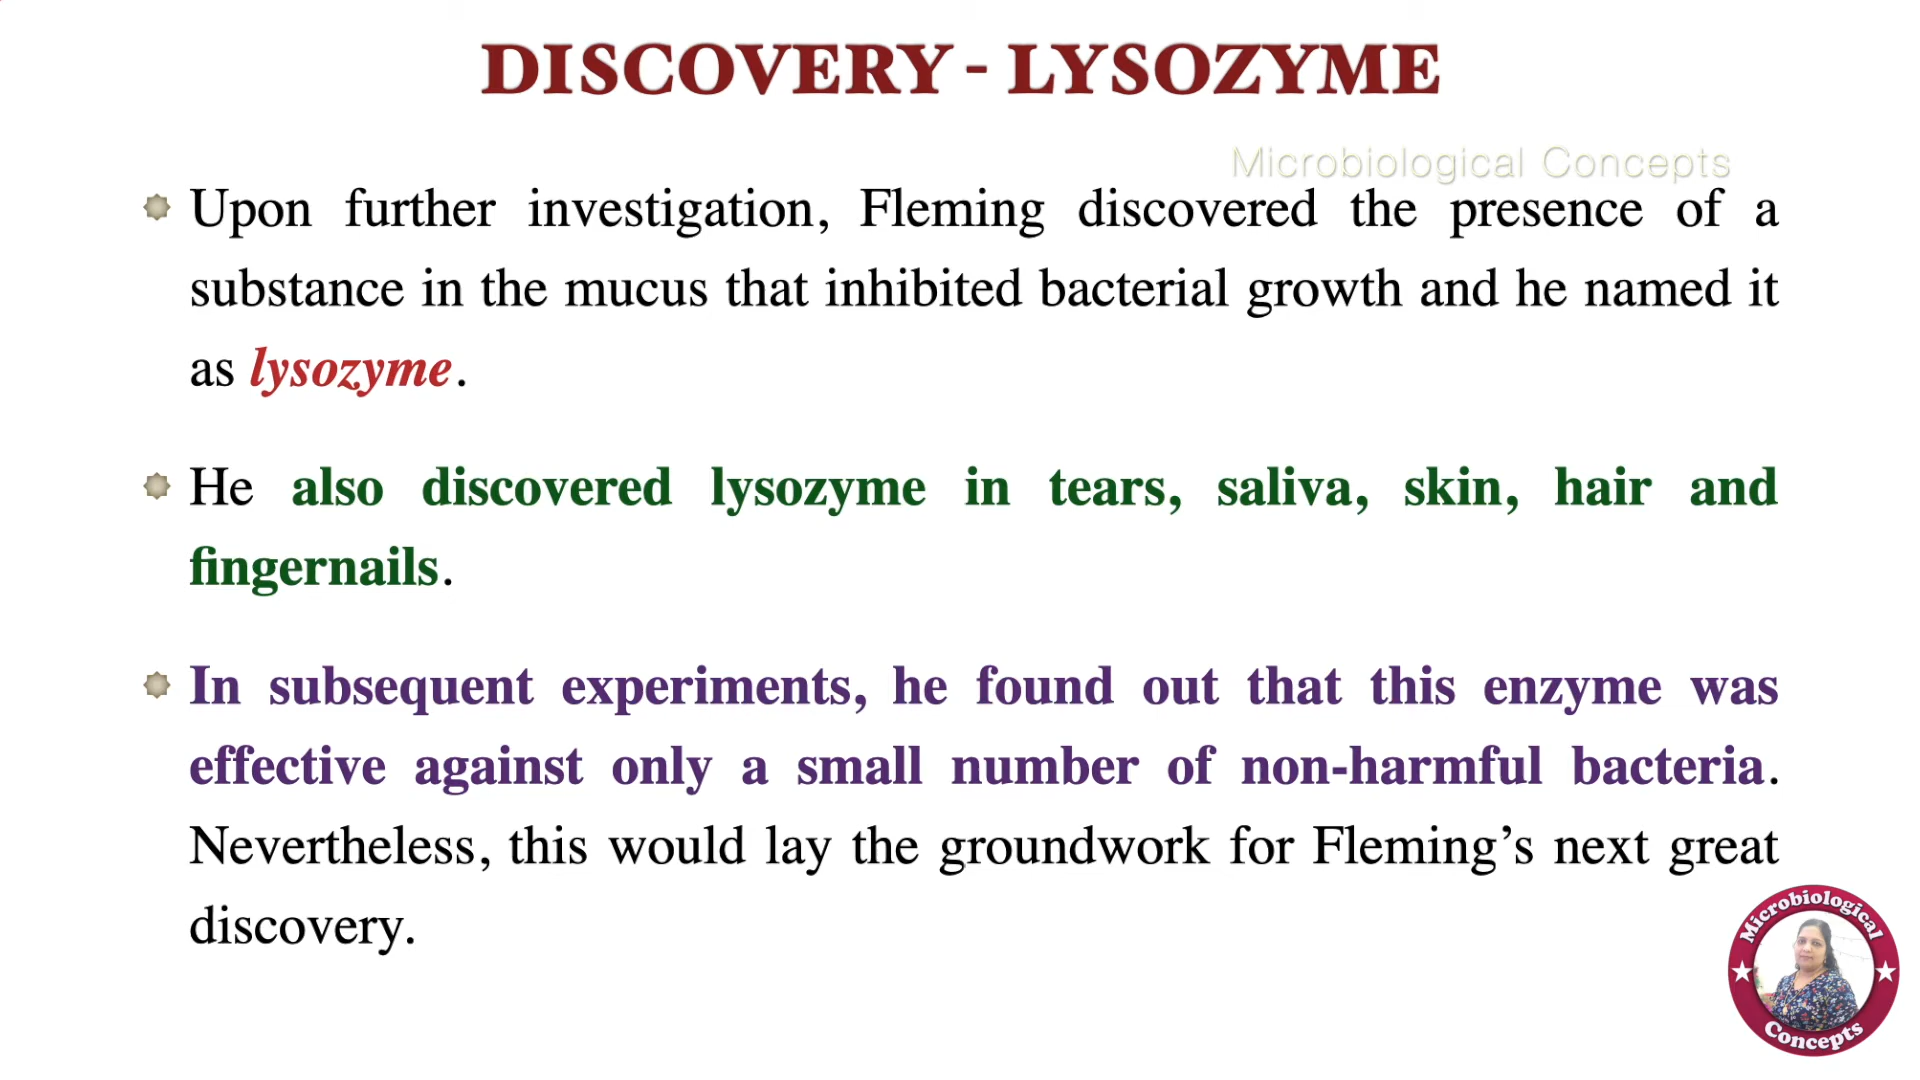 DISCOVERY - LYSOZYME
Microbiological Concepts
Upon further investigation, Fleming discovered the presence of a
substance in the mucus that inhibited bacterial growth and he named it
as lysozyme.
He also discovered lysozyme in tears, saliva, skin, hair and
fingernails.
In subsequent experiments, he found out that this enzyme was
effective against only a small number of non-harmful bacteria.
Nevertheless, this would lay the groundwork for Fleming’s next great
discovery.
Microbiological
Concepts